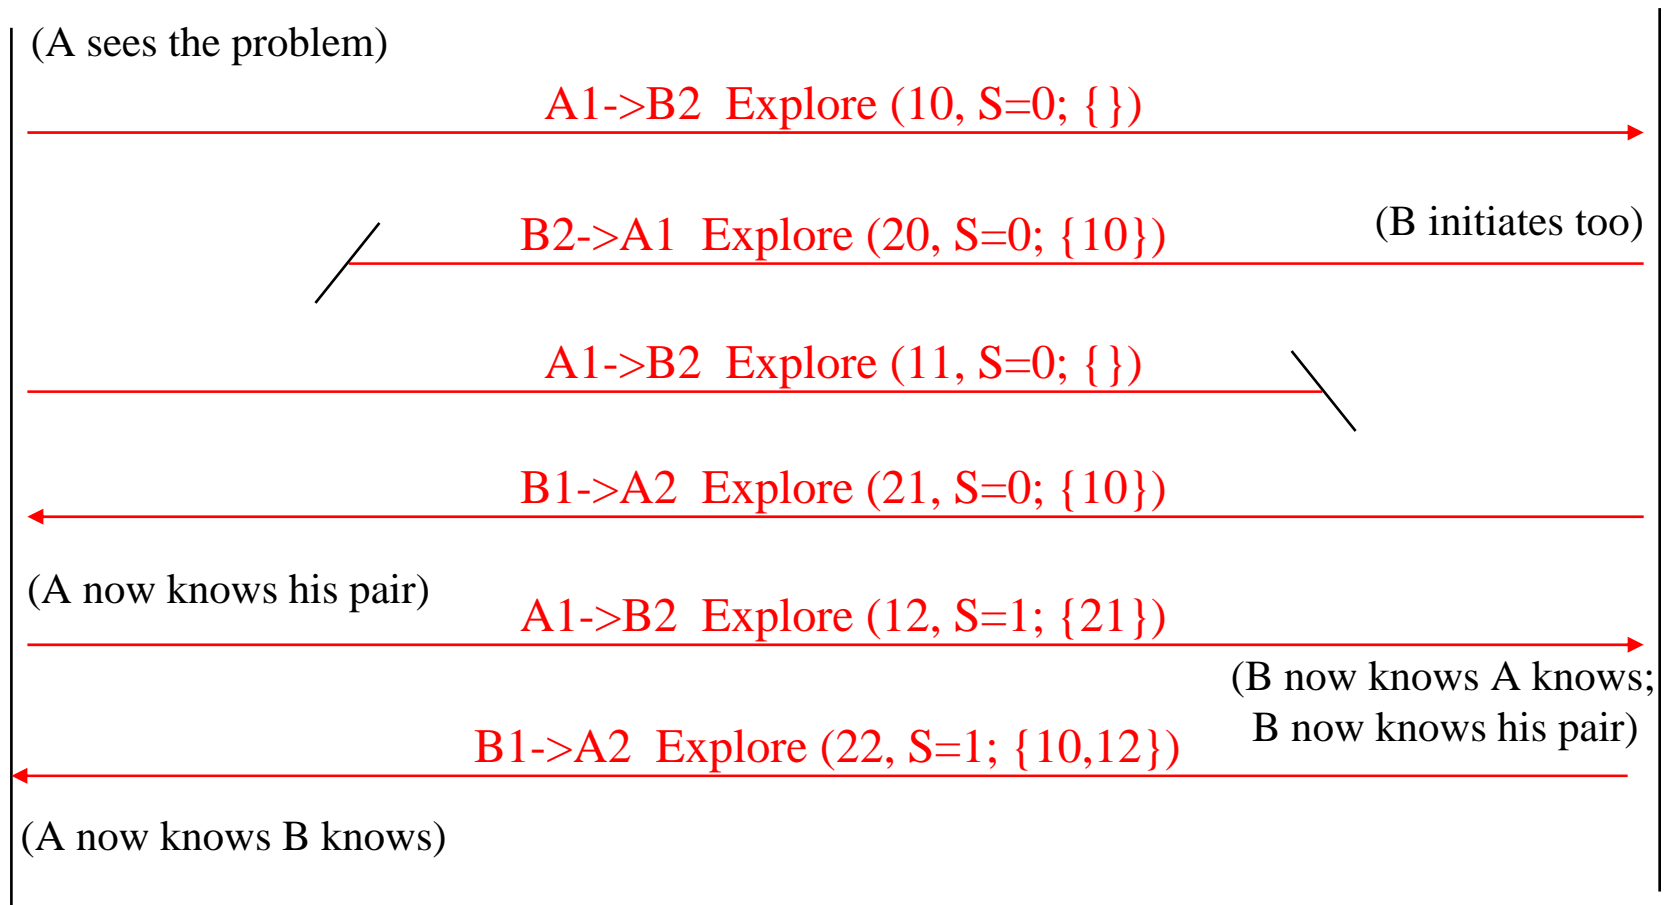 (A sees the problem)
A1->B2 Explore (10, S=0; {})
B2->A1 Explore (20, S=0; {10})
(B initiates too)
A1->B2 Explore (11, S=0; {})
B1->A2 Explore (21, S=0; {10})
(A now knows his pair)
A1->B2 Explore (12, S=1; {21})
(B now knows A knows;
B now knows his pair)
B1->A2 Explore (22, S=1; {10,12})
(A now knows B knows)